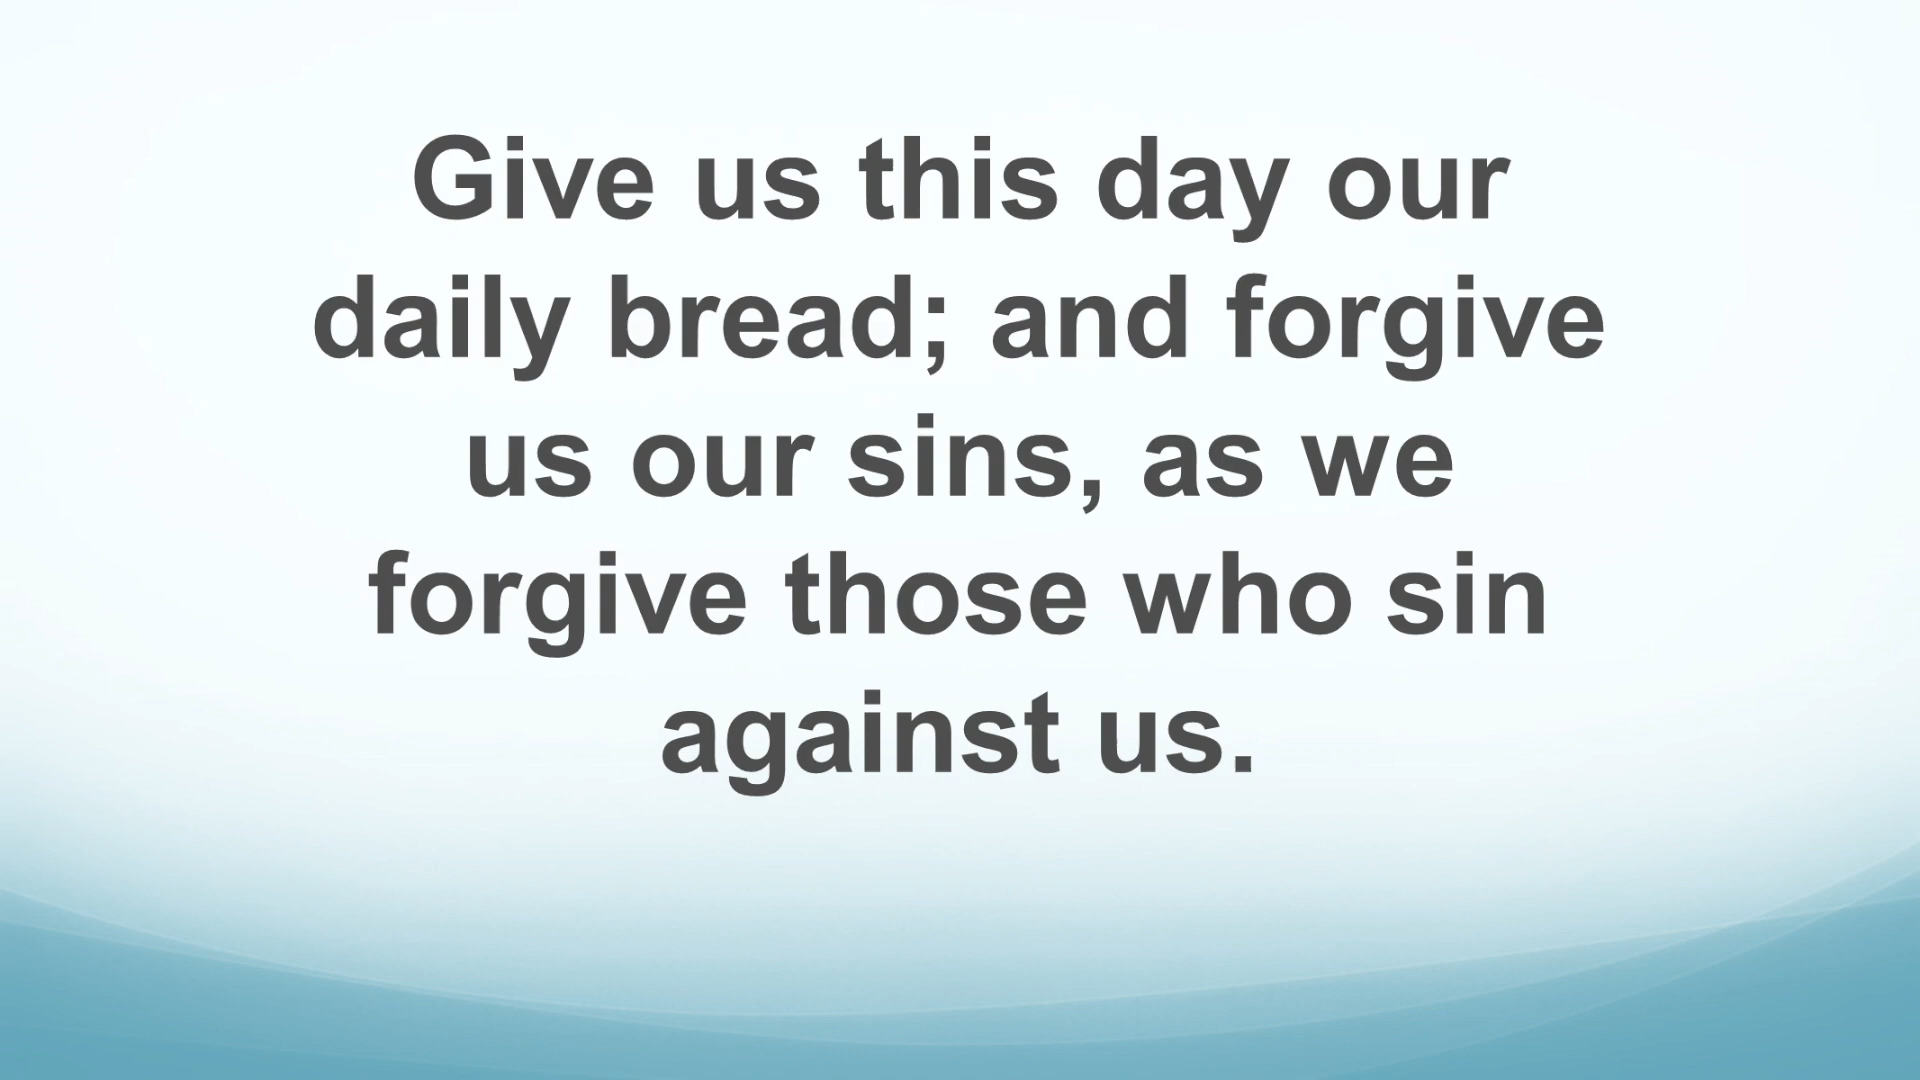 Give us this day our
daily bread; and forgive
us our sins, as we
forgive those who sin
against us.